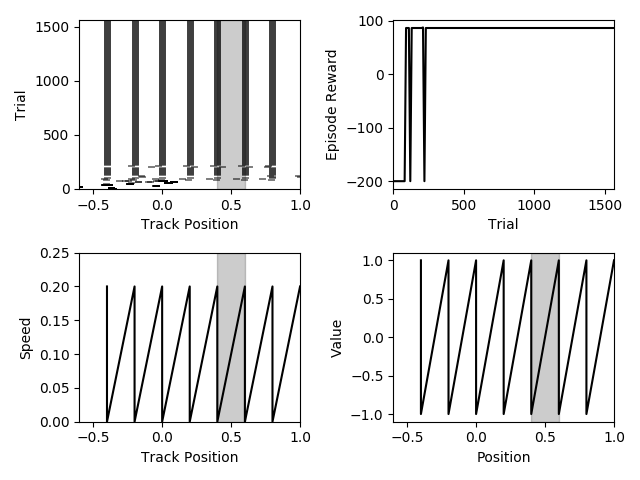 1500
1000
500
0
Trial
−0.5 0.0 0.5 1.0
Track Position
100
0
−100
−200
Episode Reward
0 500 1000 1500
Trial
0.25
0.20
0.15
0.10
0.05
0.00
Speed
−0.5 0.0 0.5 1.0
Track Position
1.0
0.5
0.0
−0.5
−1.0
Value
−0.5 0.0 0.5 1.0
Position